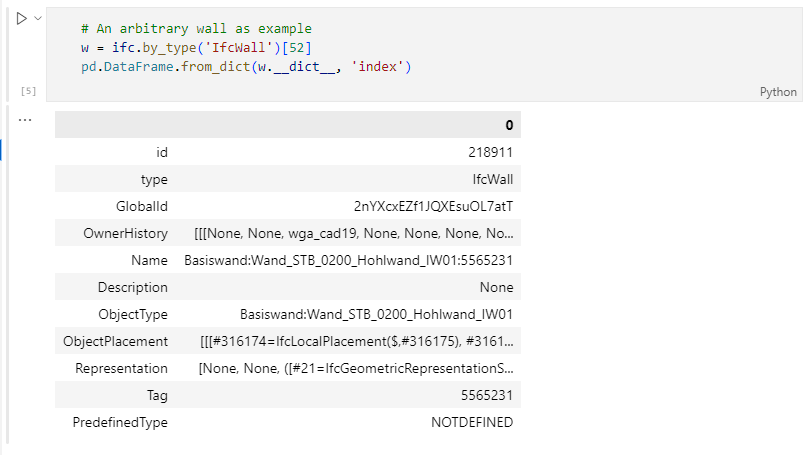 # An arbitrary wall as example
w = ifc.by_type('IfcWall')[52]
pd.DataFrame.from_dict(w.__dict__, 'index')
[5]
Python
...
0
id 218911
type IfcWall
GlobalId 2nYXcxEZf1JQXEsuOL7atT
OwnerHistory [[[None, None, wga_cad19, None, None, None, No...
Name Basiswand:Wand_STB_0200_Hohlwand_IW01:5565231
Description None
ObjectType Basiswand:Wand_STB_0200_Hohlwand_IW01
ObjectPlacement [[[#316174=IfcLocalPlacement($,#316175), #3161...
Representation [None, None, ([#21=IfcGeometricRepresentationS...
Tag 5565231
PredefinedType NOTDEFINED